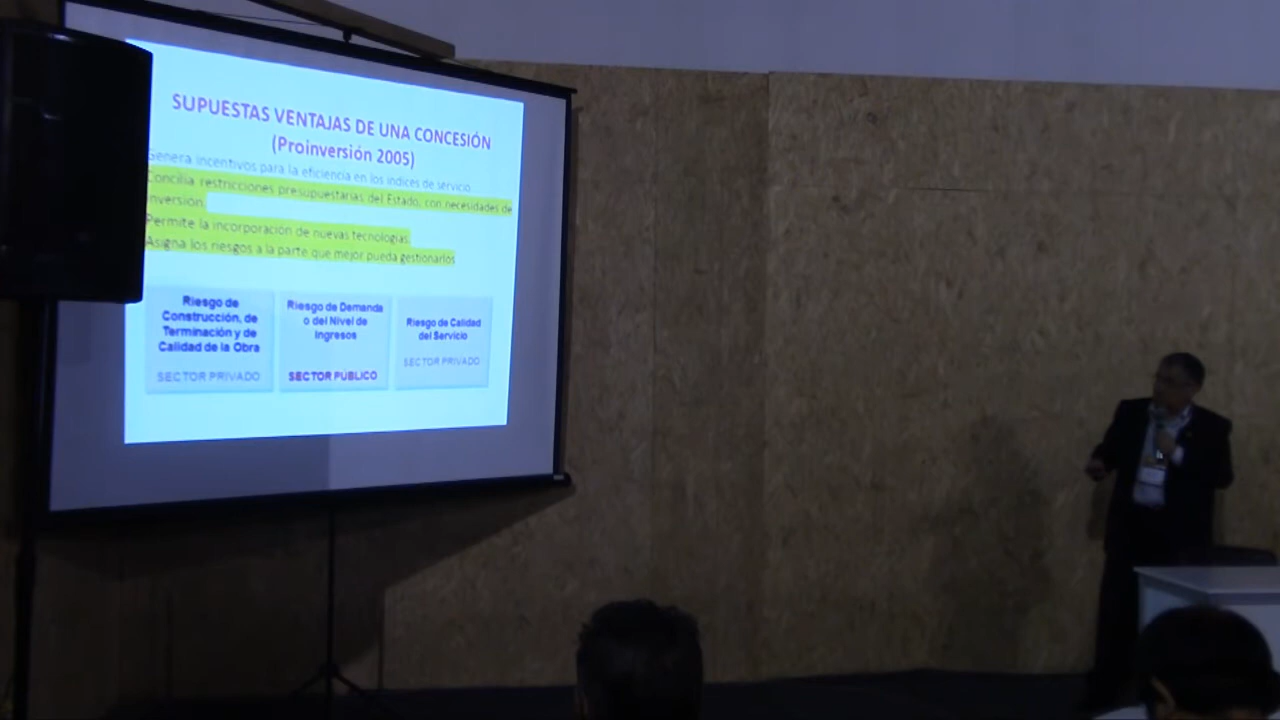 SUPUESTAS VENTAJAS DE UNA CONCESIÓN
(Proinversión 2005)
Genera incentivos para la eficiencia en los indices de servicio
Concilia restricciones presupuestarias del Estado, con necesidades de
inversión.
Permite la incorporación de nuevas tecnologías.
Asigna los riesgos a la parte que mejor pueda gestionarlos
Riesgo de
Construcción, de
Terminación y de
Calidad de la Obra
SECTOR PRIVADO
Riesgo de Demanda
o del Nivel de
Ingresos
SECTOR PÚBLICO
Riesgo de Calidad
del Servicio
SECTOR PRIVADO